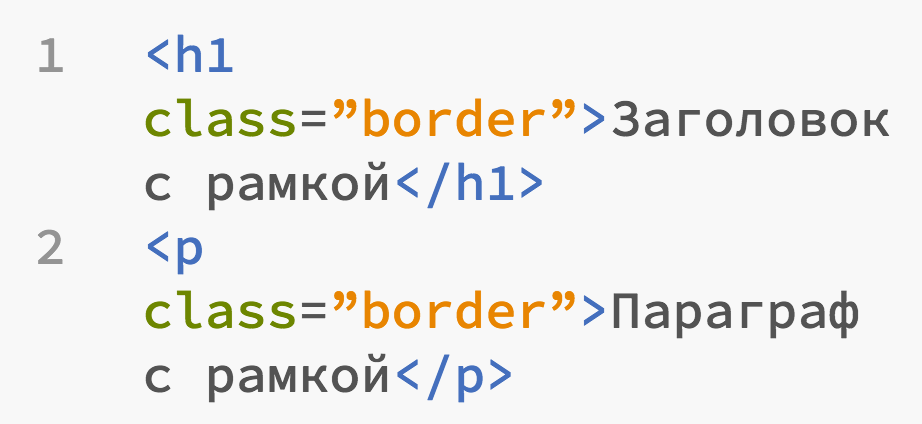 1 <h1
class=”border”>Заголовок
с рамкой</h1>
2 <p
class=”border”>Параграф
с рамкой</p>